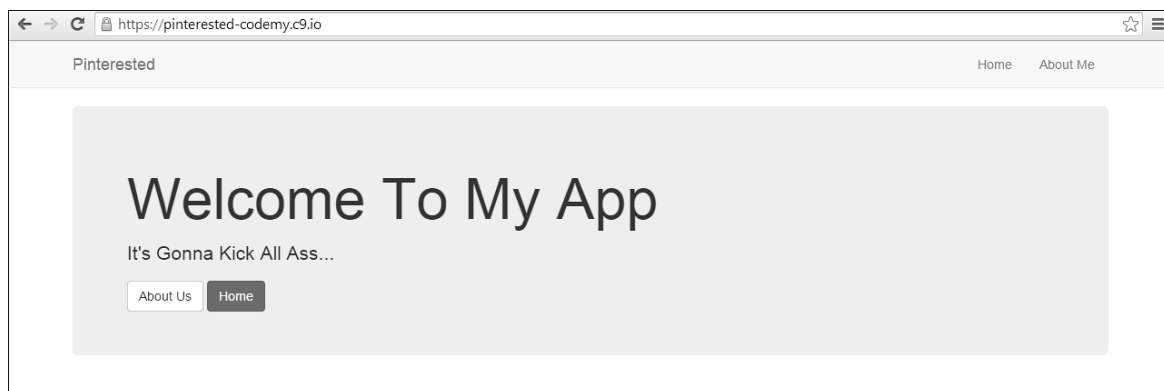 https://pinterested-codemy.c9.io
Pinterested Home About Me
Welcome To My App
It's Gonna Kick All Ass...
About Us Home